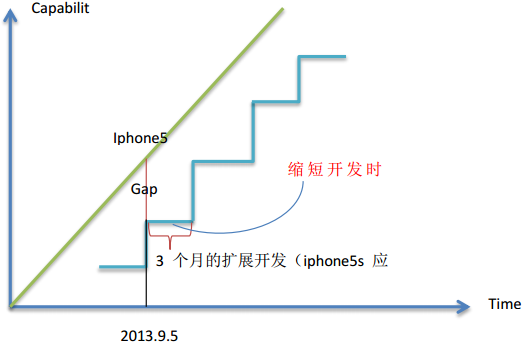 Capabilit
Iphone5
缩短开发时
Gap
3 个月的扩展开发（iphone5s 应
Time
2013.9.5